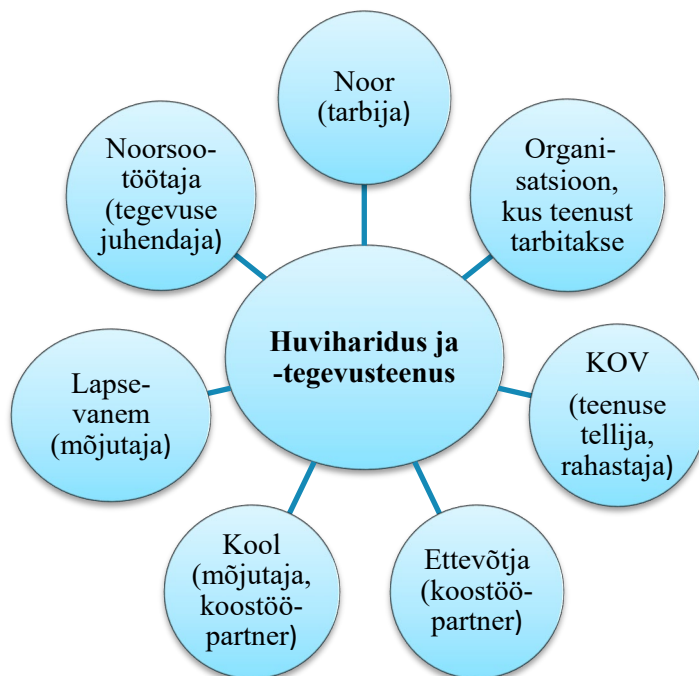 Noor
(tarbija)
Organi-
satsioon,
kus teenust
tarbitakse
KOV
(teenuse
tellija,
rahastaja)
Ettevõtja
(koostöö-
partner)
Kool
(mõjutaja,
koostöö-
partner)
Lapse-
vanem
(mõjutaja)
Noorsoo-
töötaja
(tegevuse
juhendaja)
Huviharidus ja
-tegevusteenus